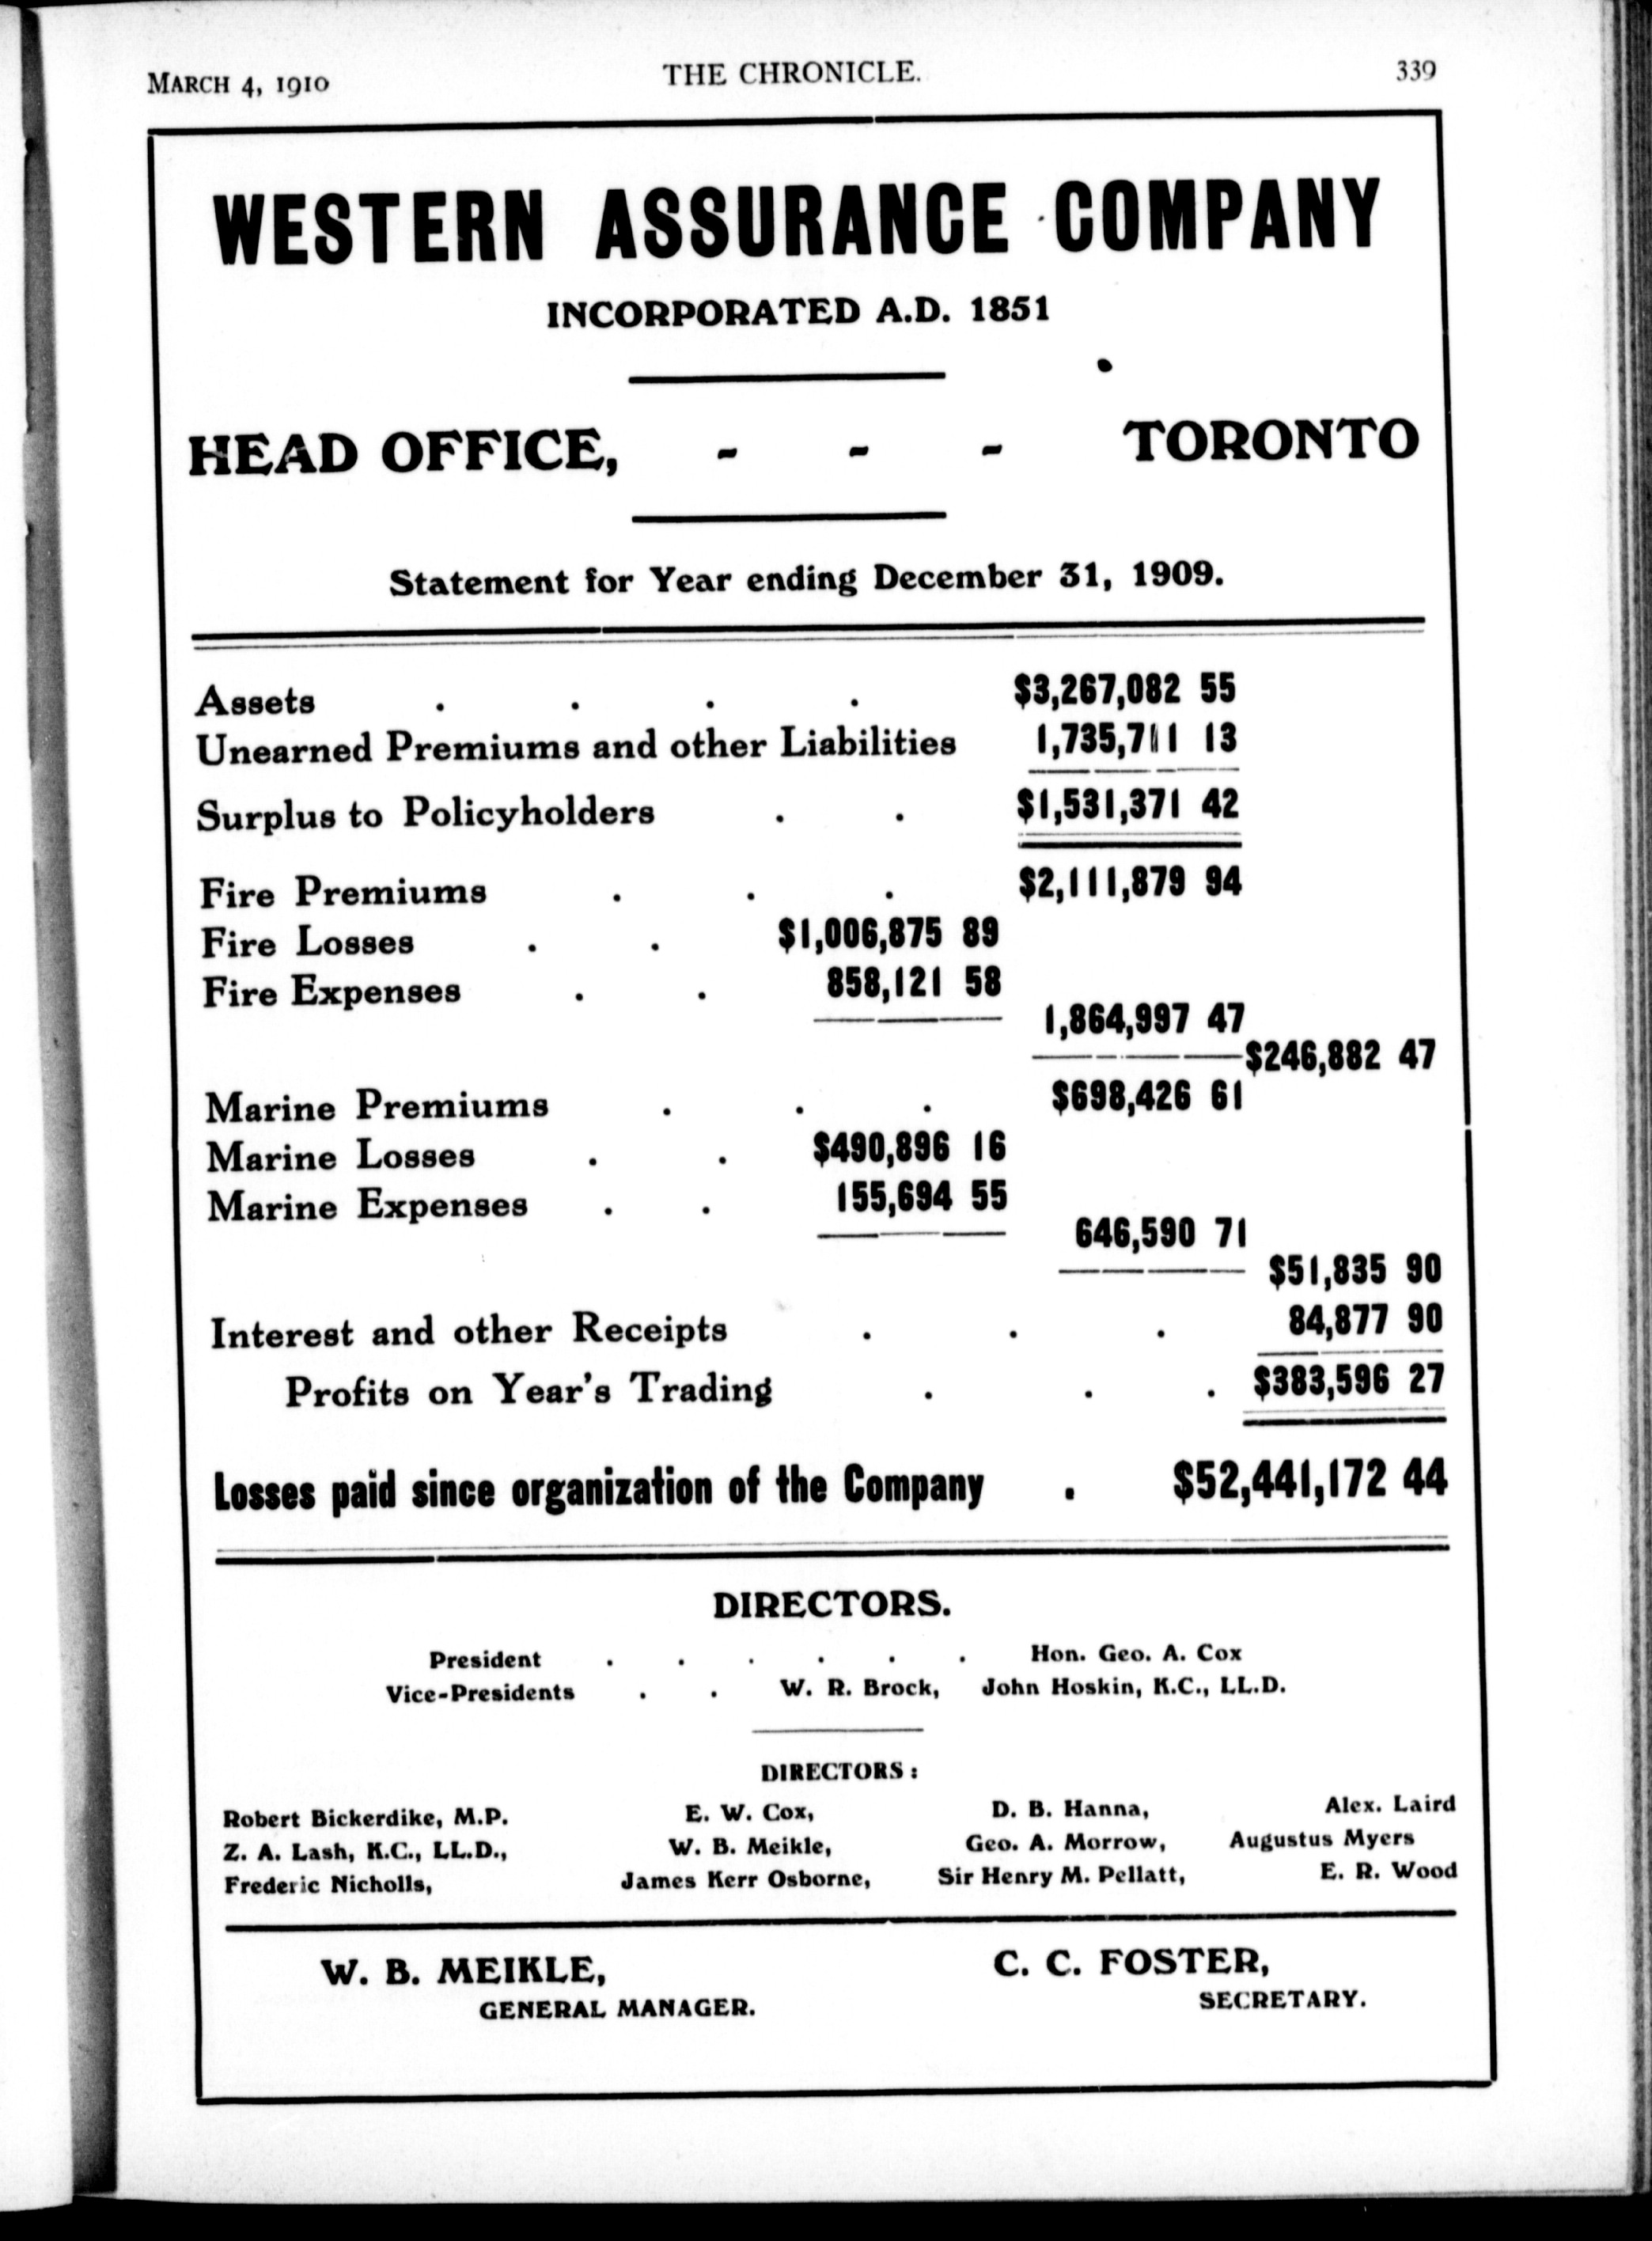 MARCH 4, 1910 THE CHRONICLE. 339
WESTERN ASSURANCE COMPANY
INCORPORATED A.D. 1851
HEAD OFFICE, - - - TORONTO
Statement for Year ending December 31, 1909.
Assets . . . . $3,267,082 55
Unearned Premiums and other Liabilities 1,735,711 13
Surplus to Policyholders . . $1,531,371 42
Fire Premiums . . . $2,111,879 94
Fire Losses . . $1,006,875 89
Fire Expenses . . 858,121 58
1,864,997 47
$246,882 47
Marine Premiums . . . $698,426 61
Marine Losses . . $490,896 16
Marine Expenses . . 155,694 55
646,590 71
$51,835 90
Interest and other Receipts . . . 84,877 90
Profits on Year's Trading . . . $383,596 27
Losses paid since organization of the Company . $52,441,172 44
DIRECTORS.
President . . . . . . Hon. Geo. A. Cox
Vice-Presidents . . W. R. Brock, John Hoskin, K.C., LL.D.
DIRECTORS:
Robert Bickerdike, M.P. E. W. Cox, D. B. Hanna, Alex. Laird
Z. A. Lash, K.C., LL.D., W. B. Meikle, Geo. A. Morrow, Augustus Myers
Frederic Nicholls, James Kerr Osborne, Sir Henry M. Pellatt, E. R. Wood
W. B. MEIKLE, C. C. FOSTER,
GENERAL MANAGER. SECRETARY.